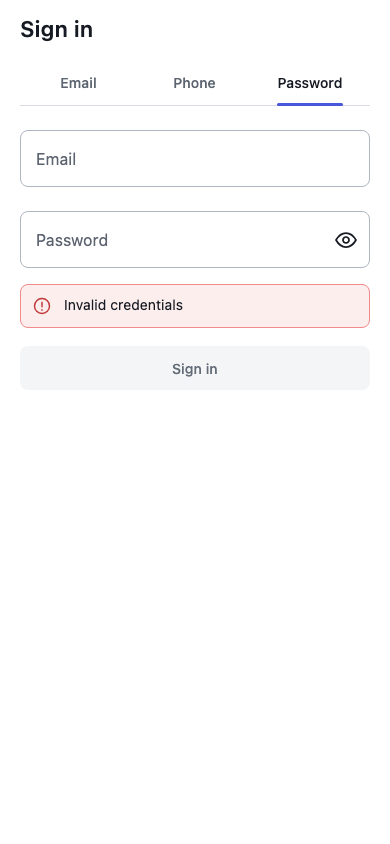 Sign in
Email Phone Password
Email
Password
Invalid credentials
Sign in